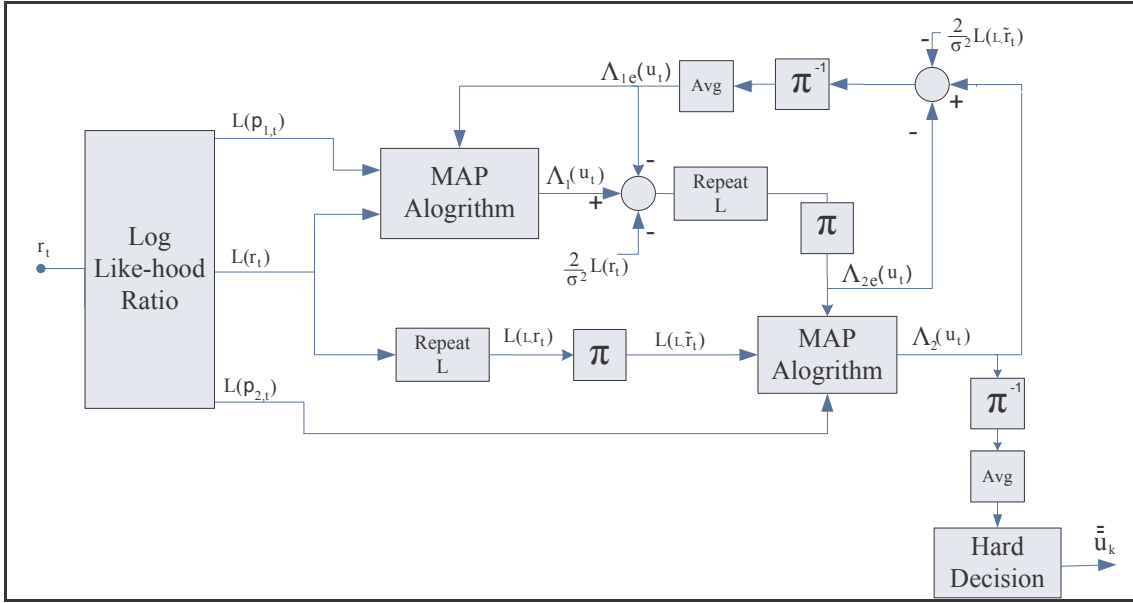 - 2/σ² L(L,r̃ₜ)
Λ₁ₑ(uₜ)
Avg
π⁻¹
+
-
L(p₁,ₜ)
MAP
Alogrithm
Λ₁(uₜ)
-
+
-
Repeat
L
π
2/σ² L(rₜ)
rₜ
Log
Like-hood
Ratio
L(rₜ)
Λ₂ₑ(uₜ)
Repeat
L
L(L,rₜ)
π
L(L,r̃ₜ)
MAP
Alogrithm
Λ₂(uₜ)
L(p₂,ₜ)
π⁻¹
Avg
Hard
Decision
ū̄ₖ